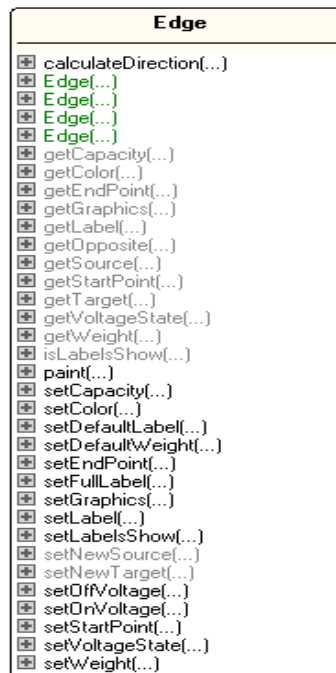 Edge
calculateDirection(...)
Edge(...)
Edge(...)
Edge(...)
Edge(...)
getCapacity(...)
getColor(...)
getEndPoint(...)
getGraphics(...)
getLabel(...)
getOpposite(...)
getSource(...)
getStartPoint(...)
getTarget(...)
getVoltageState(...)
getWeight(...)
isLabelsShow(...)
paint(...)
setCapacity(...)
setColor(...)
setDefaultLabel(...)
setDefaultWeight(...)
setEndPoint(...)
setFullLabel(...)
setGraphics(...)
setLabel(...)
setLabelsShow(...)
setNewSource(...)
setNewTarget(...)
setOffVoltage(...)
setOnVoltage(...)
setStartPoint(...)
setVoltageState(...)
setWeight(...)